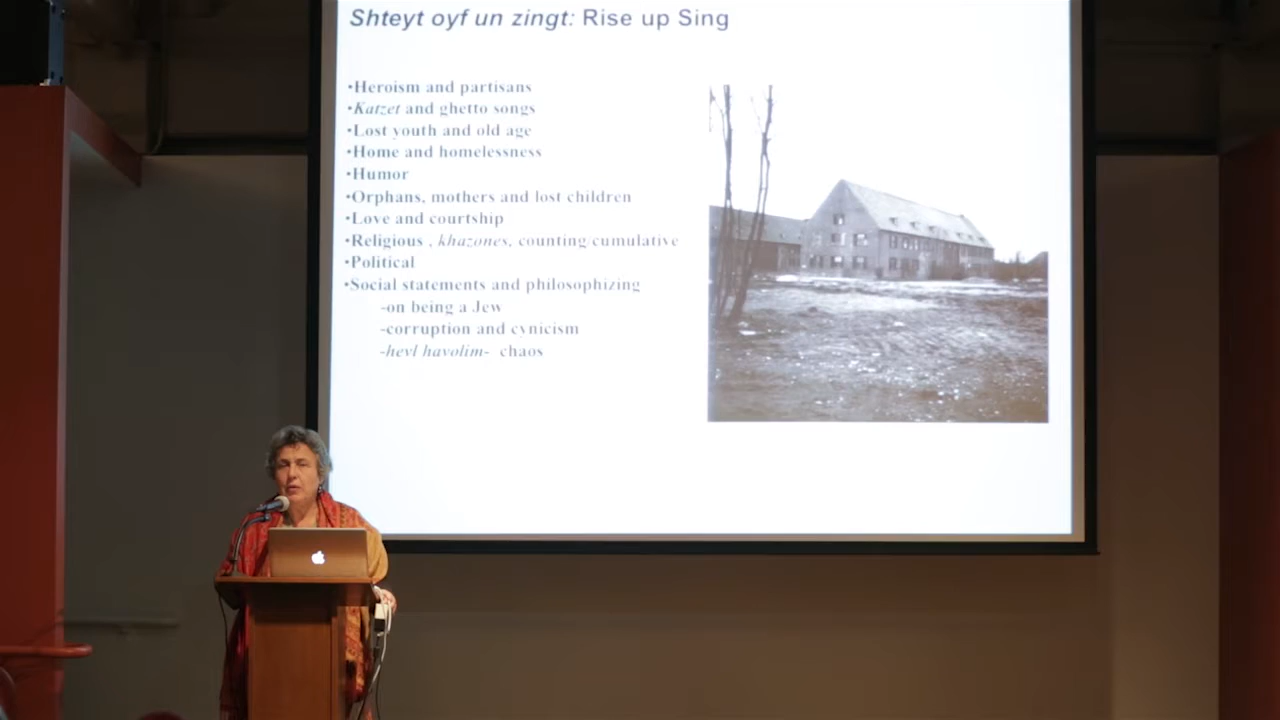 Shteyt oyf un zingt: Rise up Sing
•Heroism and partisans
•Katzet and ghetto songs
•Lost youth and old age
•Home and homelessness
•Humor
•Orphans, mothers and lost children
•Love and courtship
•Religious , khazones, counting/cumulative
•Political
•Social statements and philosophizing
-on being a Jew
-corruption and cynicism
-hevl havolim- chaos